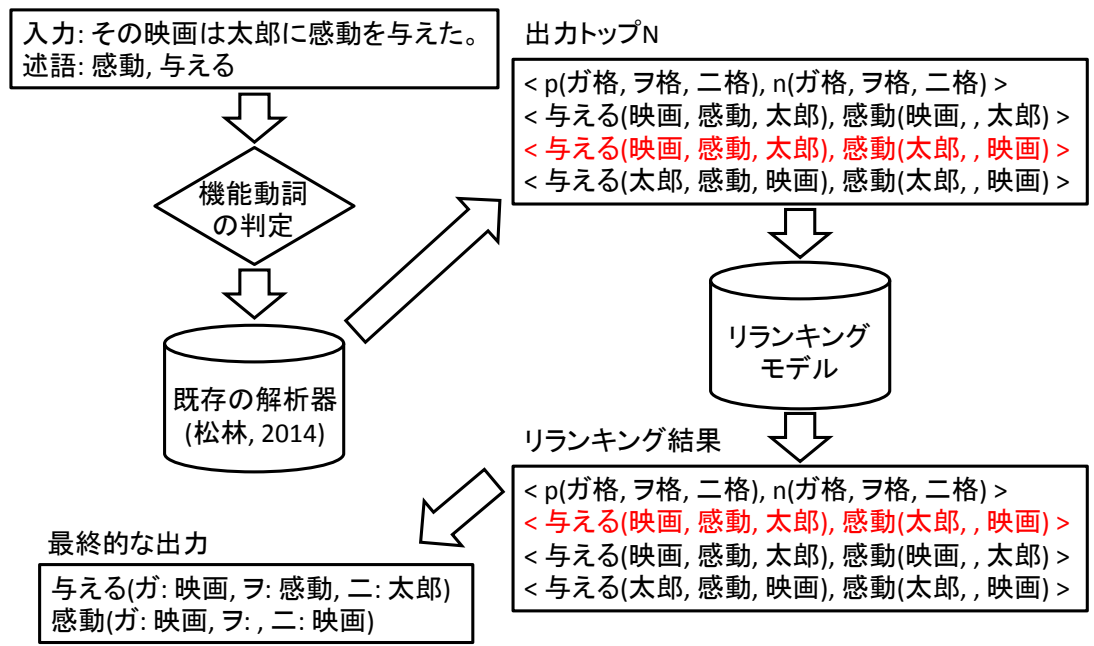 入力: その映画は太郎に感動を与えた。
述語: 感動, 与える
機能動詞
の判定
既存の解析器
(松林, 2014)
出力トップN
< p(ガ格, ヲ格, ニ格), n(ガ格, ヲ格, ニ格) >
< 与える(映画, 感動, 太郎), 感動(映画, , 太郎) >
< 与える(映画, 感動, 太郎), 感動(太郎, , 映画) >
< 与える(太郎, 感動, 映画), 感動(太郎, , 映画) >
リランキング
モデル
リランキング結果
< p(ガ格, ヲ格, ニ格), n(ガ格, ヲ格, ニ格) >
< 与える(映画, 感動, 太郎), 感動(太郎, , 映画) >
< 与える(映画, 感動, 太郎), 感動(映画, , 太郎) >
< 与える(太郎, 感動, 映画), 感動(太郎, , 映画) >
最終的な出力
与える(ガ: 映画, ヲ: 感動, ニ: 太郎)
感動(ガ: 映画, ヲ: , ニ: 映画)